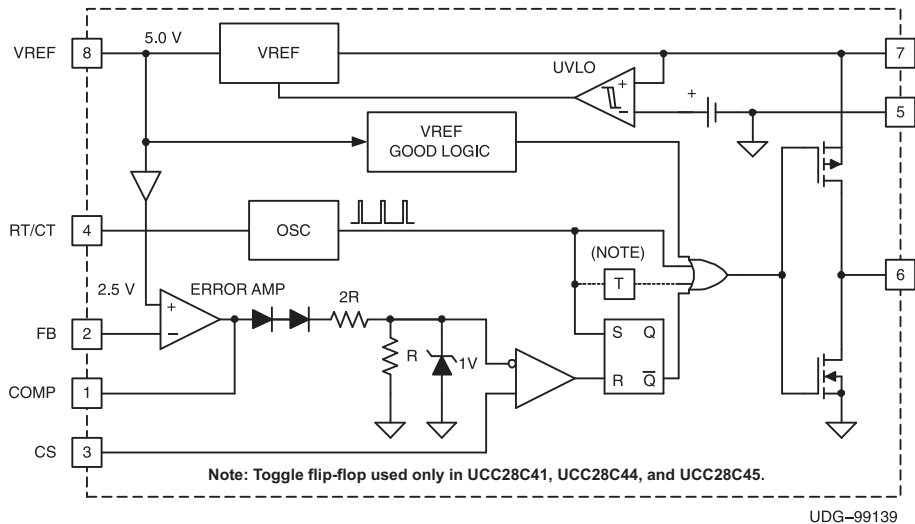 5.0 V
VREF
8
VREF
7
UVLO
+
−
+
5
VREF
GOOD LOGIC
RT/CT
4
OSC
(NOTE)
T
6
2.5 V
ERROR AMP
+
−
2R
FB
2
R
1V
S Q
R Q̅
COMP
1
CS
3
Note: Toggle flip-flop used only in UCC28C41, UCC28C44, and UCC28C45.
UDG–99139